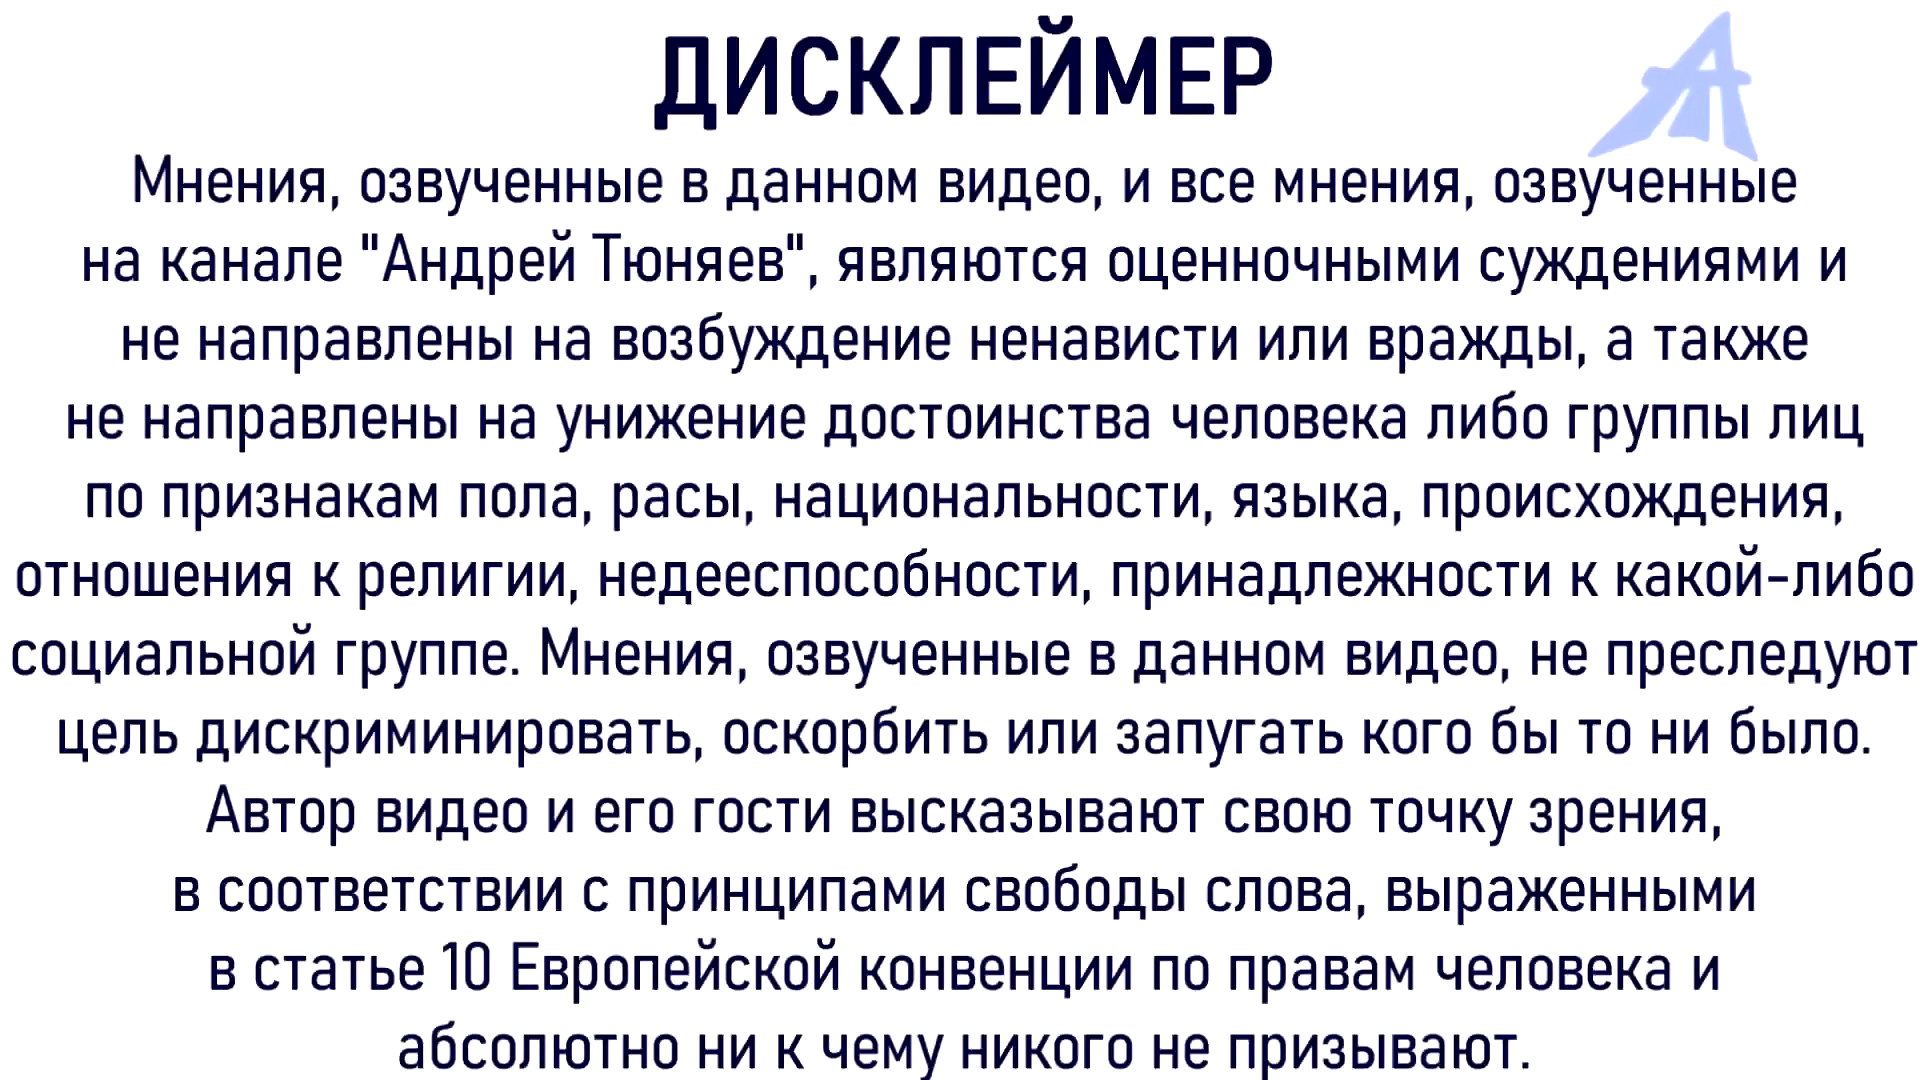 ДИСКЛЕЙМЕР
Мнения, озвученные в данном видео, и все мнения, озвученные
на канале "Андрей Тюняев", являются оценночными суждениями и
не направлены на возбуждение ненависти или вражды, а также
не направлены на унижение достоинства человека либо группы лиц
по признакам пола, расы, национальности, языка, происхождения,
отношения к религии, недееспособности, принадлежности к какой-либо
социальной группе. Мнения, озвученные в данном видео, не преследуют
цель дискриминировать, оскорбить или запугать кого бы то ни было.
Автор видео и его гости высказывают свою точку зрения,
в соответствии с принципами свободы слова, выраженными
в статье 10 Европейской конвенции по правам человека и
абсолютно ни к чему никого не призывают.